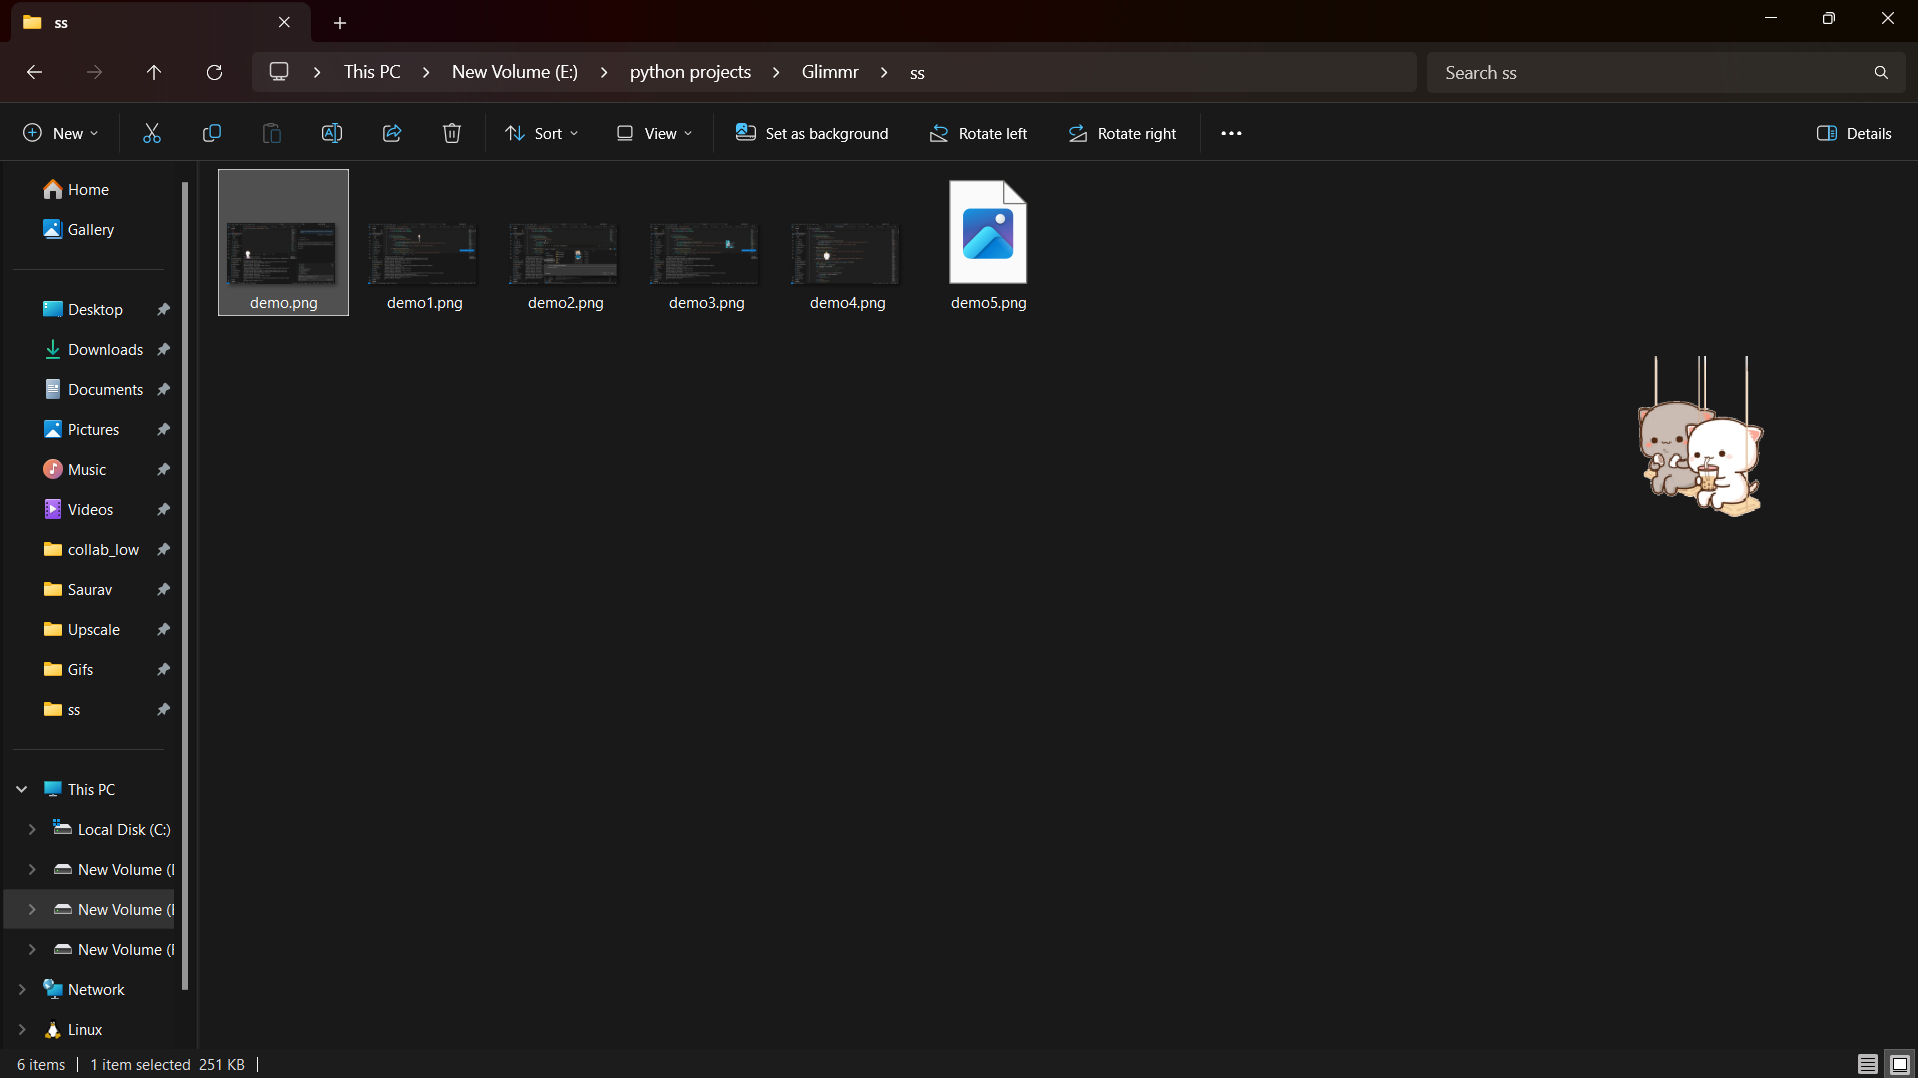 ss
This PC
New Volume (E:)
python projects
Glimmr
ss
Search ss
New
Sort
View
Set as background
Rotate left
Rotate right
Details
Home
Gallery
Desktop
Downloads
Documents
Pictures
Music
Videos
collab_low
Saurav
Upscale
Gifs
ss
This PC
Local Disk (C:)
New Volume (
New Volume (
New Volume (
Network
Linux
demo.png
demo1.png
demo2.png
demo3.png
demo4.png
demo5.png
6 items
1 item selected 251 KB